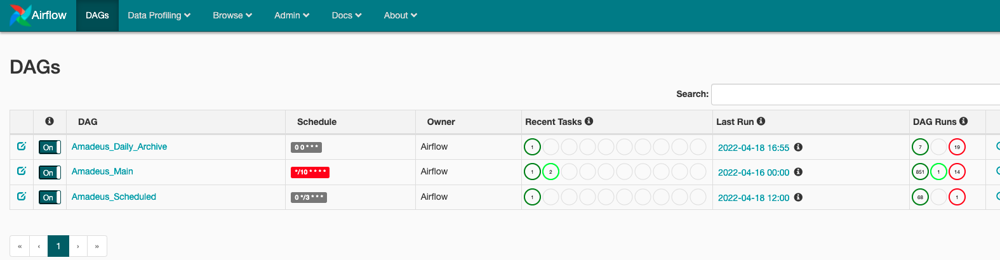 Airflow DAGs Data Profiling Browse Admin Docs About
DAGs
Search:
DAG Schedule Owner Recent Tasks Last Run DAG Runs
On Amadeus_Daily_Archive 0 0 * * * Airflow 1 2022-04-18 16:55 7 19
On Amadeus_Main */10 * * * * Airflow 1 2 2022-04-16 00:00 851 1 14
On Amadeus_Scheduled 0 */3 * * * Airflow 1 2022-04-18 12:00 68 1
« ‹ 1 › »